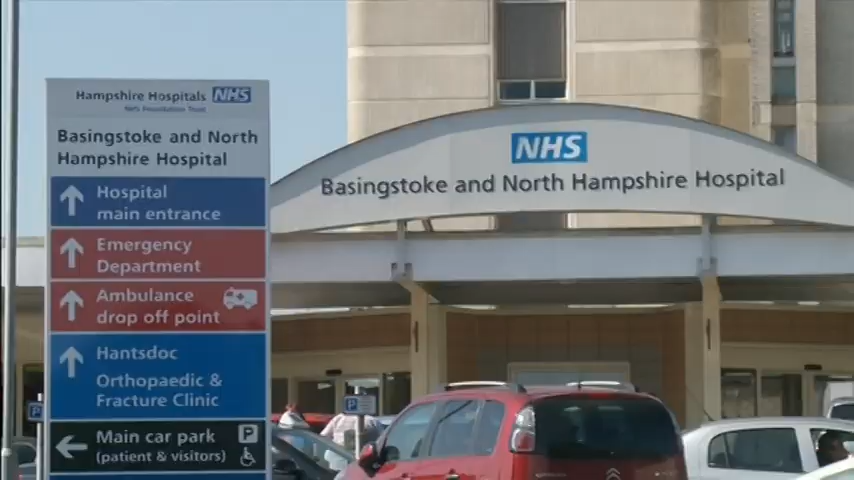 Hampshire Hospitals NHS
NHS Foundation Trust
Basingstoke and North
Hampshire Hospital
Hospital
main entrance
Emergency
Department
Ambulance
drop off point
Hantsdoc
Orthopaedic &
Fracture Clinic
Main car park P
(patient & visitors)
NHS
Basingstoke and North Hampshire Hospital
P
P